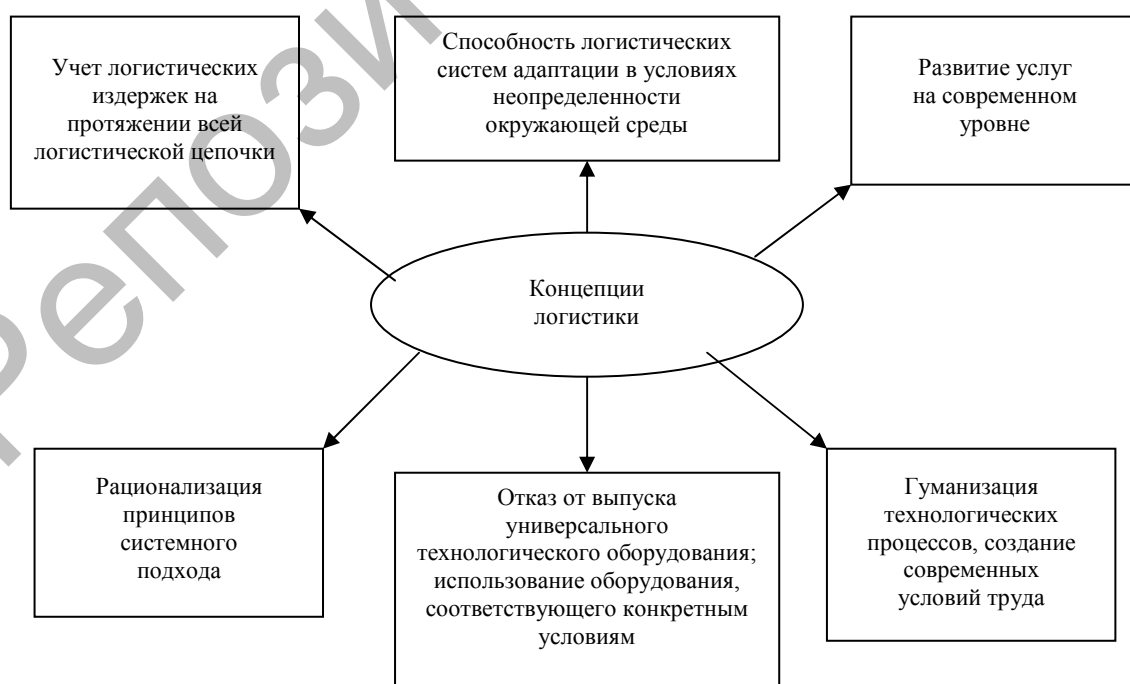 Учет логистических
издержек на
протяжении всей
логистической цепочки
Способность логистических
систем адаптации в условиях
неопределенности
окружающей среды
Развитие услуг
на современном
уровне
Концепции
логистики
Рационализация
принципов
системного
подхода
Отказ от выпуска
универсального
технологического оборудования;
использование оборудования,
соответствующего конкретным
условиям
Гуманизация
технологических
процессов, создание
современных
условий труда
Репози